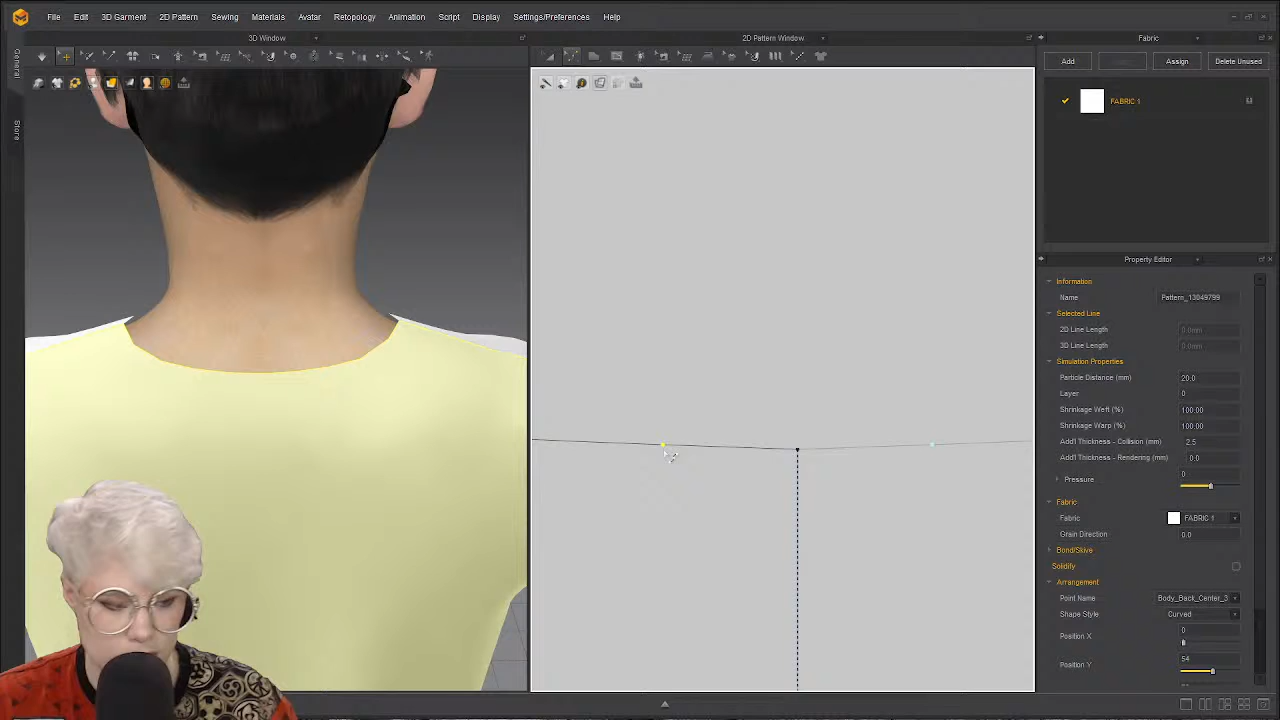 File Edit 3D Garment 2D Pattern Sewing Materials Avatar Retopology Animation Script Display Settings/Preferences Help
3D Window
2D Pattern Window
Fabric
General
Store
Add
Assign
Delete Unused
FABRIC 1
Property Editor
Information
Name Pattern_13049799
Selected Line
2D Line Length 0.0mm
3D Line Length 0.0mm
Simulation Properties
Particle Distance (mm) 20.0
Layer 0
Shrinkage Weft (%) 100.00
Shrinkage Warp (%) 100.00
Add'l Thickness - Collision (mm) 2.5
Add'l Thickness - Rendering (mm) 0.0
Pressure 0
Fabric
Fabric FABRIC 1
Grain Direction 0.0
Bond/Skive
Solidify
Arrangement
Point Name Body_Back_Center_3
Shape Style Curved
Position X 0
Position Y 54